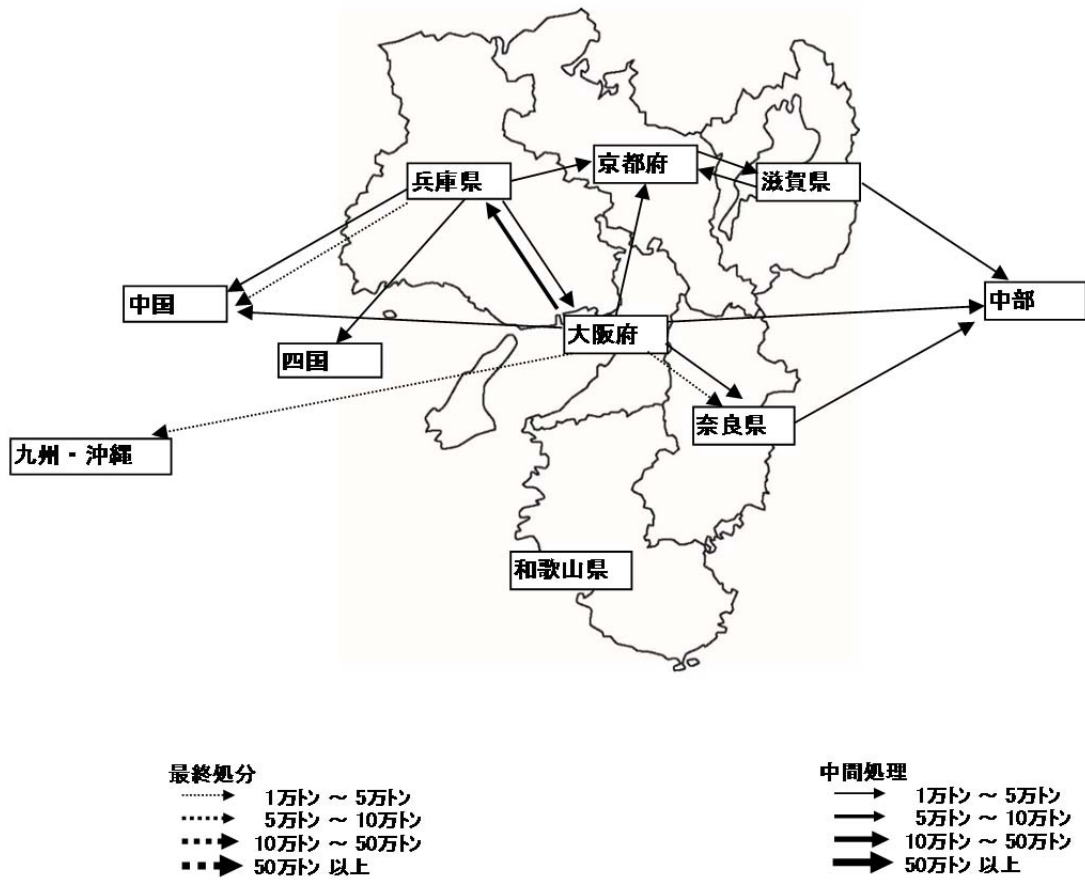 京都府
兵庫県
滋賀県
中国
中部
大阪府
四国
奈良県
九州・沖縄
和歌山県
最終処分
1万トン ～ 5万トン
5万トン ～ 10万トン
10万トン ～ 50万トン
50万トン 以上
中間処理
1万トン ～ 5万トン
5万トン ～ 10万トン
10万トン ～ 50万トン
50万トン 以上